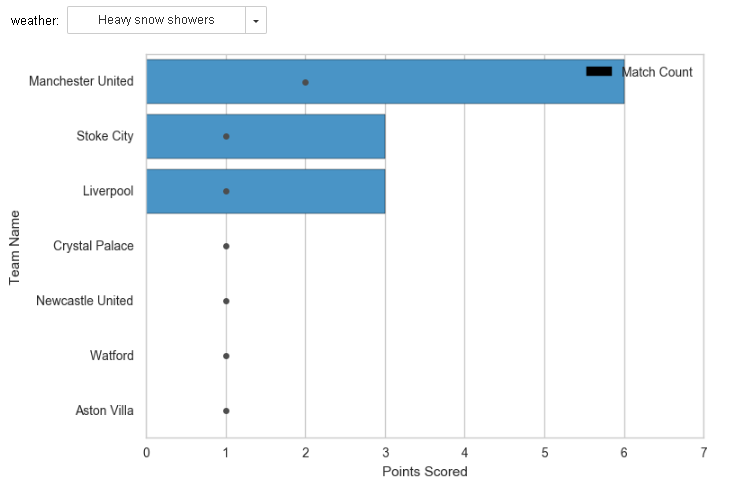 weather: Heavy snow showers
Match Count
Manchester United
Stoke City
Liverpool
Crystal Palace
Newcastle United
Watford
Aston Villa
Team Name
0 1 2 3 4 5 6 7
Points Scored